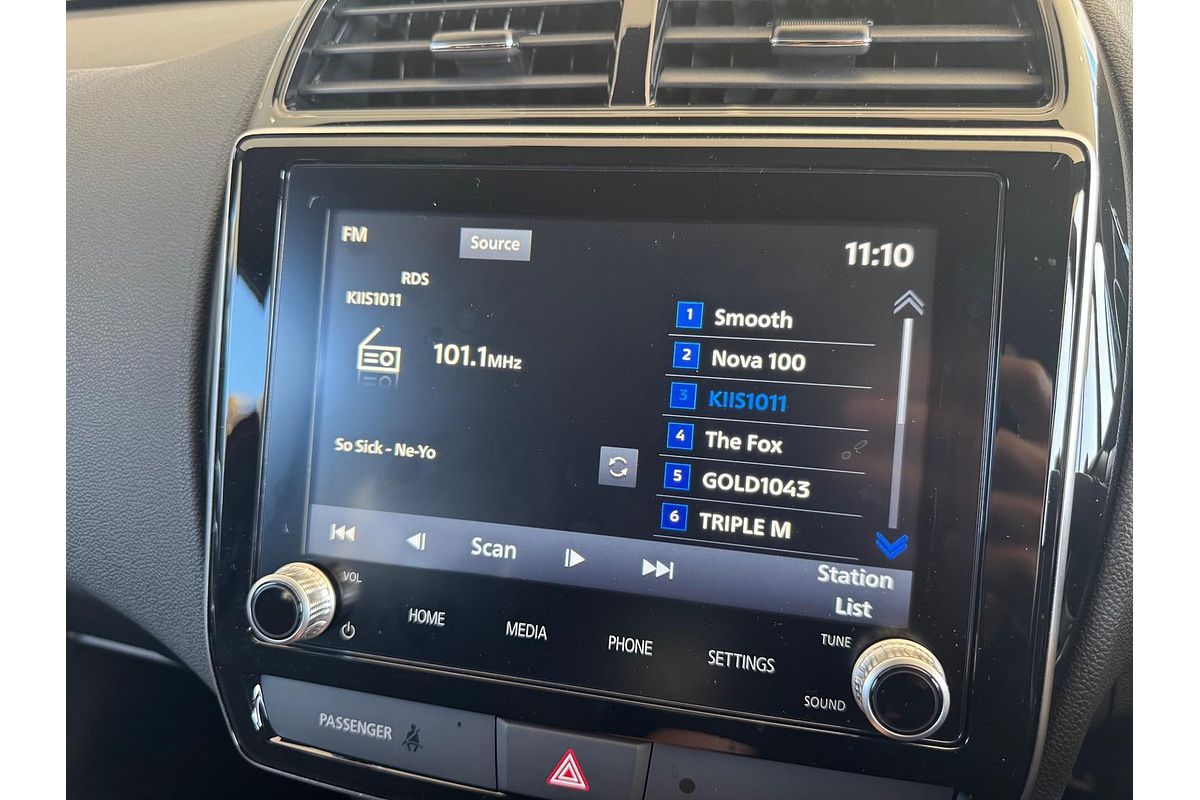 FM
Source
11:10
RDS
KIIS1011
101.1MHz
So Sick - Ne-Yo
1 Smooth
2 Nova 100
3 KIIS1011
4 The Fox
5 GOLD1043
6 TRIPLE M
Scan
Station
List
VOL
HOME
MEDIA
PHONE
SETTINGS
TUNE
SOUND
PASSENGER